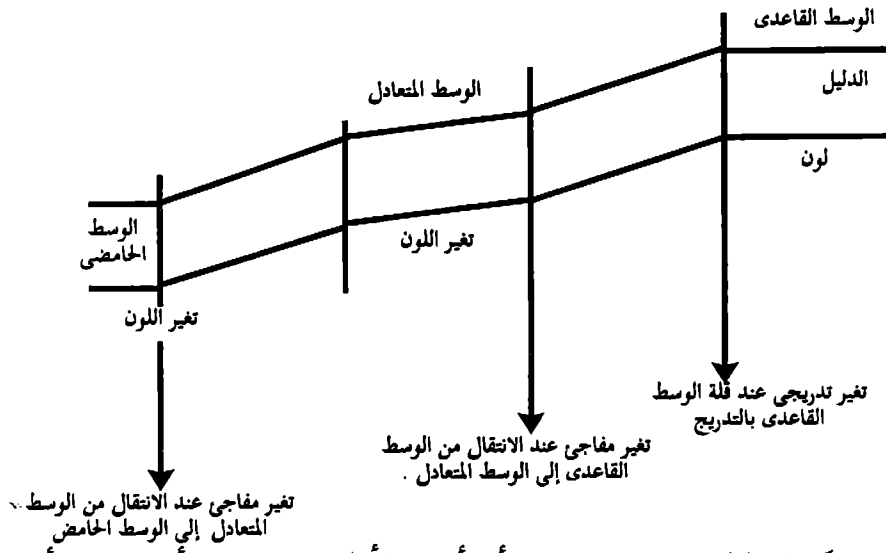 الوسط القاعدى
الدليل
الوسط المتعادل
لون
الوسط
الحامضى
تغير اللون
تغير اللون
تغير تدريجى عند قلة الوسط
القاعدى بالتدريج
تغير مفاجئ عند الانتقال من الوسط
القاعدى إلى الوسط المتعادل .
تغير مفاجئ عند الانتقال من الوسط
المتعادل إلى الوسط الحامض